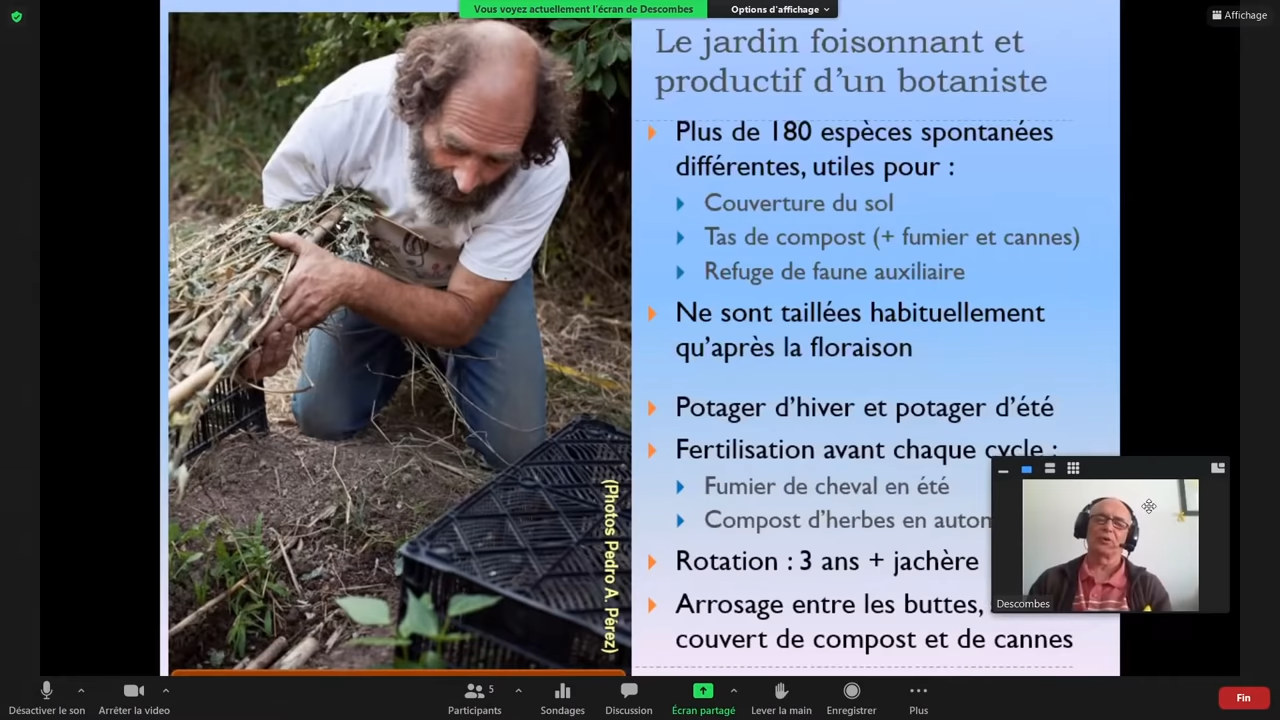 Vous voyez actuellement l'écran de Descombes
Options d'affichage
Affichage
Le jardin foisonnant et
productif d'un botaniste
Plus de 180 espèces spontanées
différentes, utiles pour :
Couverture du sol
Tas de compost (+ fumier et cannes)
Refuge de faune auxiliaire
Ne sont taillées habituellement
qu'après la floraison
Potager d'hiver et potager d'été
Fertilisation avant chaque cycle :
Fumier de cheval en été
Compost d'herbes en
Rotation : 3 ans + jachère
Arrosage entre les buttes,
couvert de compost et de cannes
(Photos Pedro A. Pérez)
Descombes
Désactiver le son
Arrêter la video
5
Participants
Sondages
Discussion
Écran partagé
Lever la main
Enregistrer
Plus
Fin